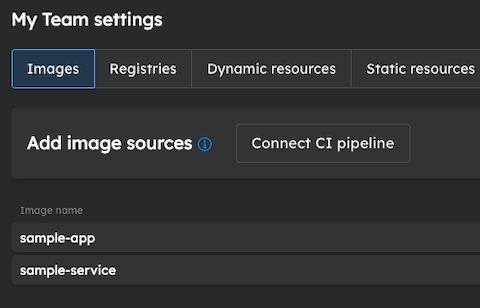 My Team settings
Images Registries Dynamic resources Static resources
Add image sources Connect CI pipeline
Image name
sample-app
sample-service